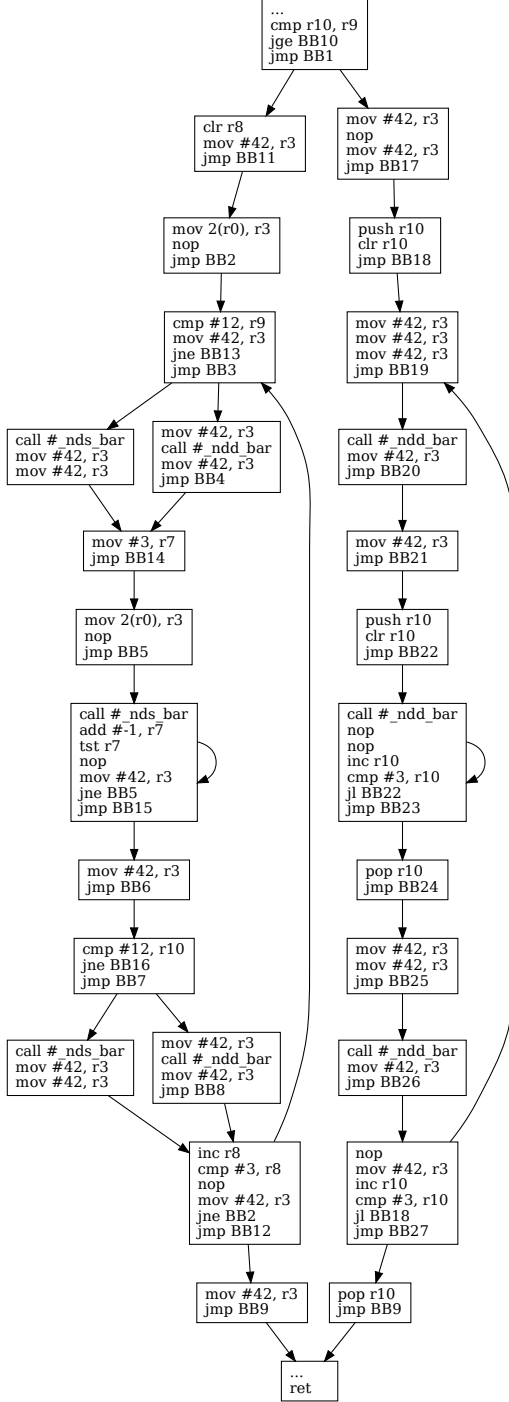 ...
cmp r10, r9
jge BB10
jmp BB1
clr r8
mov #42, r3
jmp BB11
mov #42, r3
nop
mov #42, r3
jmp BB17
mov 2(r0), r3
nop
jmp BB2
push r10
clr r10
jmp BB18
cmp #12, r9
mov #42, r3
jne BB13
jmp BB3
mov #42, r3
mov #42, r3
mov #42, r3
jmp BB19
call #_nds_bar
mov #42, r3
mov #42, r3
mov #42, r3
call #_ndd_bar
mov #42, r3
jmp BB4
call #_ndd_bar
mov #42, r3
jmp BB20
mov #3, r7
jmp BB14
mov #42, r3
jmp BB21
mov 2(r0), r3
nop
jmp BB5
push r10
clr r10
jmp BB22
call #_nds_bar
add #-1, r7
tst r7
nop
mov #42, r3
jne BB5
jmp BB15
call #_ndd_bar
nop
nop
inc r10
cmp #3, r10
jl BB22
jmp BB23
mov #42, r3
jmp BB6
pop r10
jmp BB24
cmp #12, r10
jne BB16
jmp BB7
mov #42, r3
mov #42, r3
jmp BB25
call #_nds_bar
mov #42, r3
mov #42, r3
mov #42, r3
call #_ndd_bar
mov #42, r3
jmp BB8
call #_ndd_bar
mov #42, r3
jmp BB26
inc r8
cmp #3, r8
nop
mov #42, r3
jne BB2
jmp BB12
nop
mov #42, r3
inc r10
cmp #3, r10
jl BB18
jmp BB27
mov #42, r3
jmp BB9
pop r10
jmp BB9
...
ret